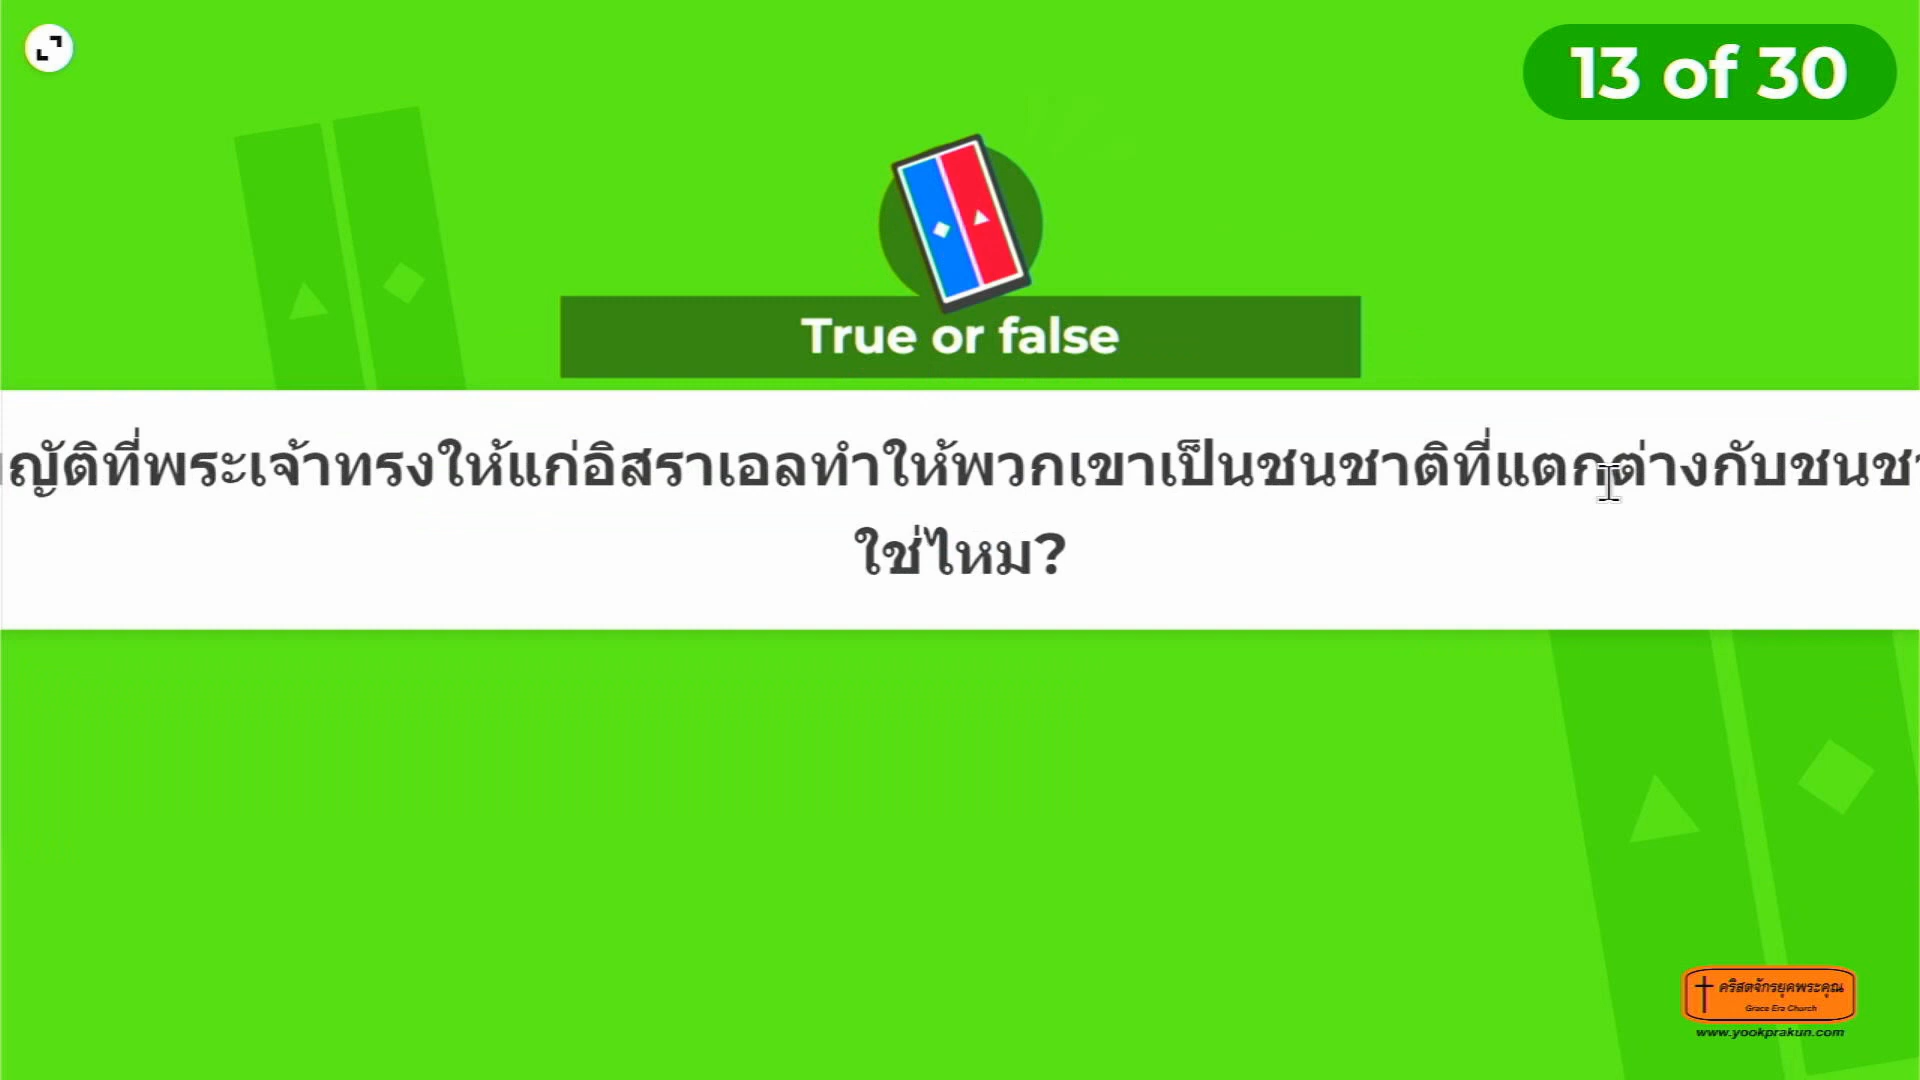 13 of 30
True or false
ญัติที่พระเจ้าทรงให้แก่อิสราเอลทำให้พวกเขาเป็นชนชาติที่แตกต่างกับชนช
ใช่ไหม?
คริสตจักรยุคพระคุณ
Grace Era Church
www.yookprakun.com